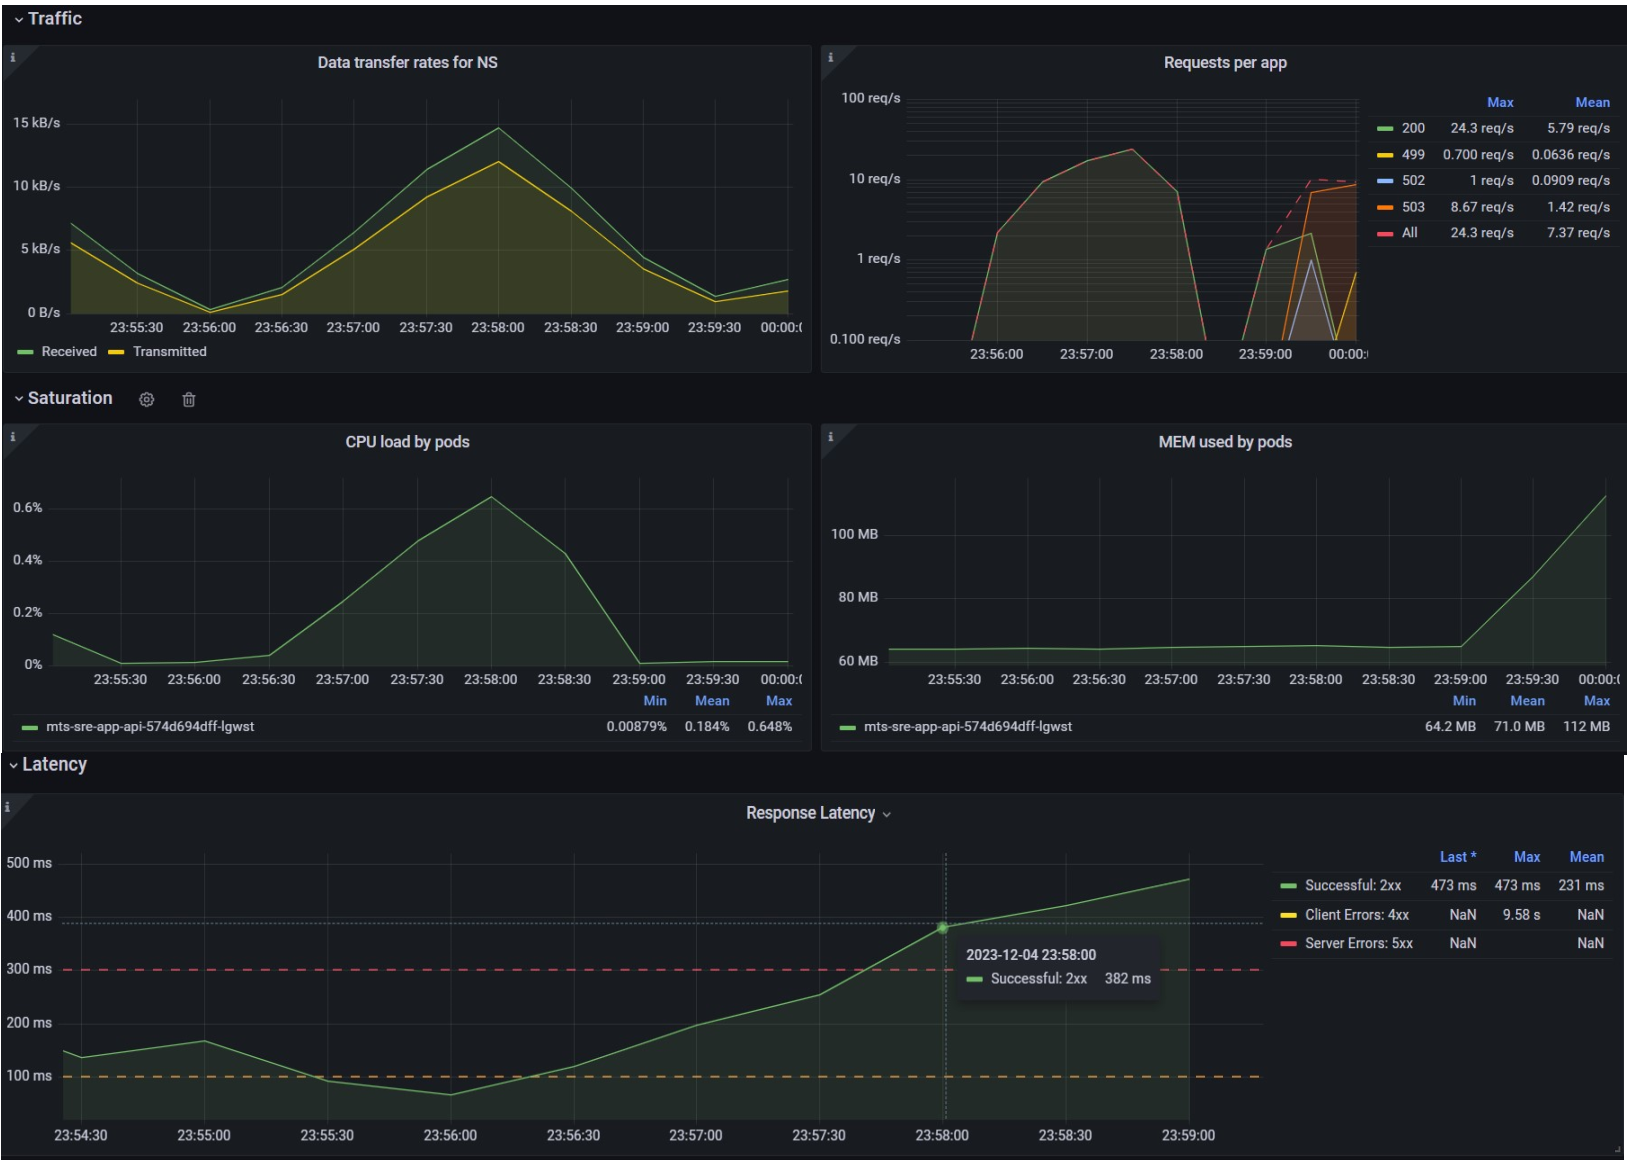 Traffic
Data transfer rates for NS
15 kB/s
10 kB/s
5 kB/s
0 B/s
23:55:30 23:56:00 23:56:30 23:57:00 23:57:30 23:58:00 23:58:30 23:59:00 23:59:30 00:00:
Received Transmitted
Requests per app
100 req/s
10 req/s
1 req/s
0.100 req/s
23:56:00 23:57:00 23:58:00 23:59:00 00:00:
Max Mean
200 24.3 req/s 5.79 req/s
499 0.700 req/s 0.0636 req/s
502 1 req/s 0.0909 req/s
503 8.67 req/s 1.42 req/s
All 24.3 req/s 7.37 req/s
Saturation
CPU load by pods
0.6%
0.4%
0.2%
0%
23:55:30 23:56:00 23:56:30 23:57:00 23:57:30 23:58:00 23:58:30 23:59:00 23:59:30 00:00:
Min Mean Max
mts-sre-app-api-574d694dff-lgwst 0.00879% 0.184% 0.648%
MEM used by pods
100 MB
80 MB
60 MB
23:55:30 23:56:00 23:56:30 23:57:00 23:57:30 23:58:00 23:58:30 23:59:00 23:59:30 00:00:
Min Mean Max
mts-sre-app-api-574d694dff-lgwst 64.2 MB 71.0 MB 112 MB
Latency
Response Latency
500 ms
400 ms
300 ms
200 ms
100 ms
23:54:30 23:55:00 23:55:30 23:56:00 23:56:30 23:57:00 23:57:30 23:58:00 23:58:30 23:59:00
2023-12-04 23:58:00
Successful: 2xx 382 ms
Last * Max Mean
Successful: 2xx 473 ms 473 ms 231 ms
Client Errors: 4xx NaN 9.58 s NaN
Server Errors: 5xx NaN NaN